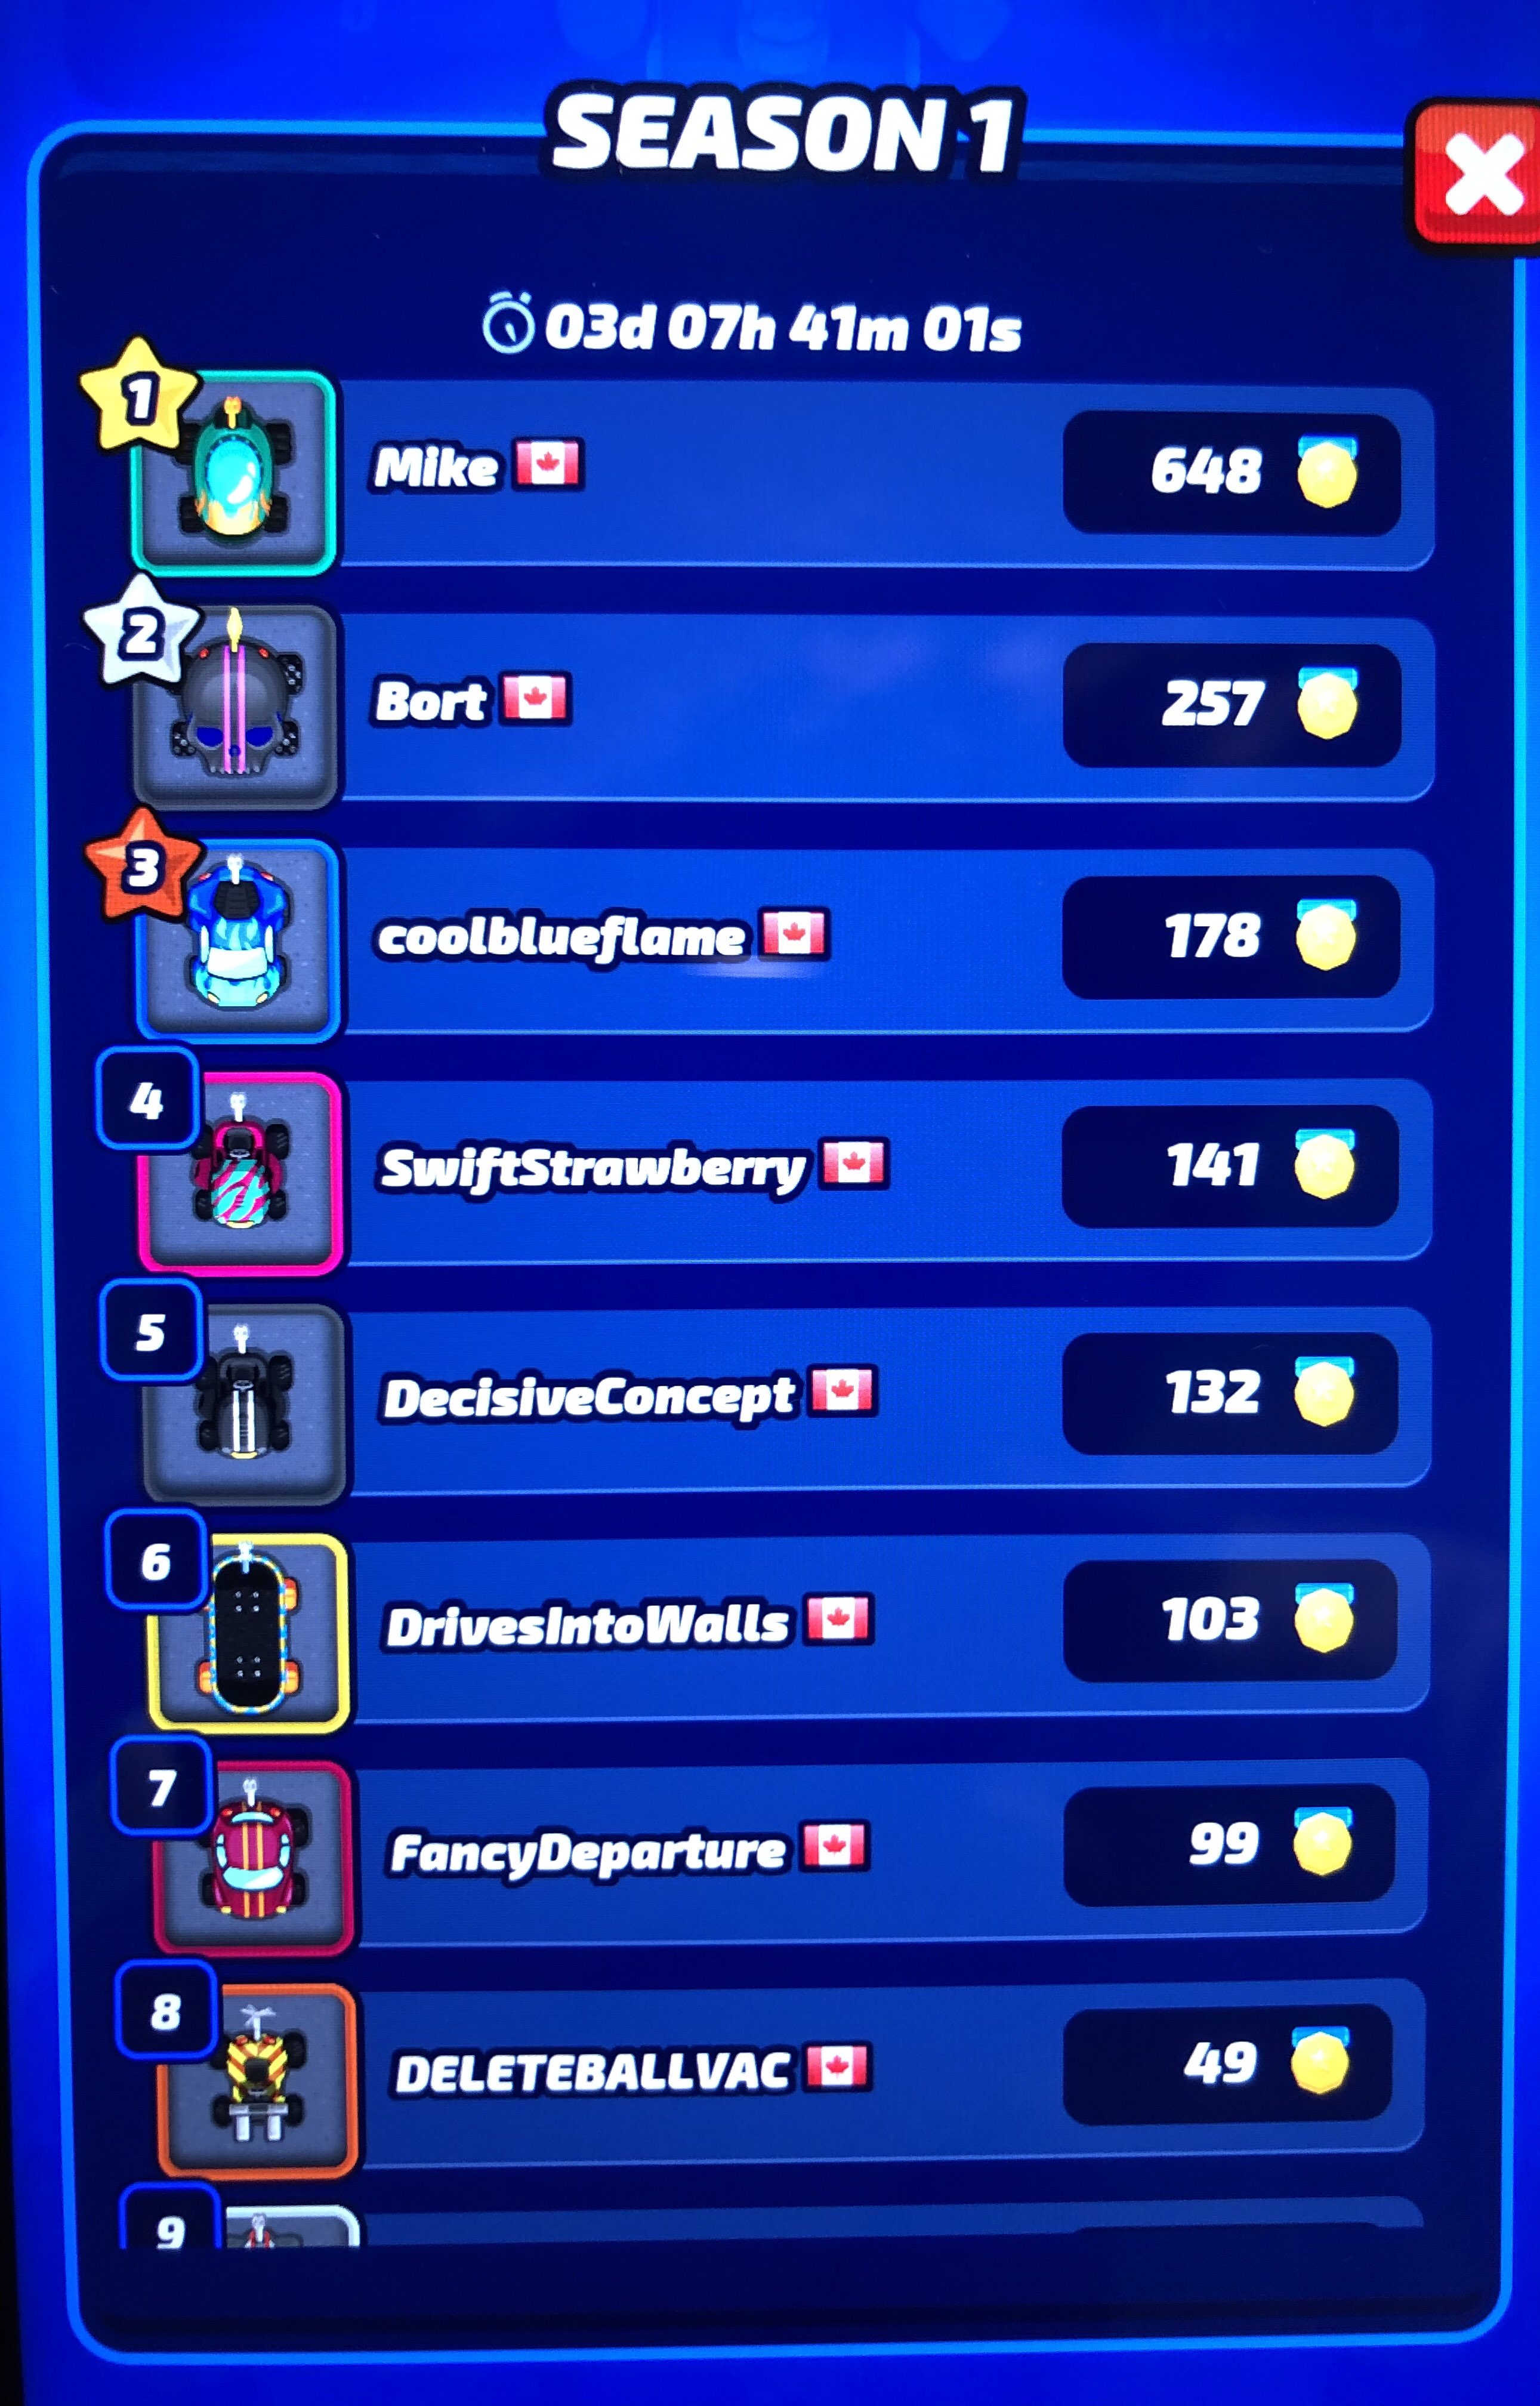 SEASON 1
03d 07h 41m 01s
1
Mike
648
2
Bort
257
3
coolblueflame
178
4
SwiftStrawberry
141
5
DecisiveConcept
132
6
DrivesIntoWalls
103
7
FancyDeparture
99
8
DELETEBALLVAC
49
9